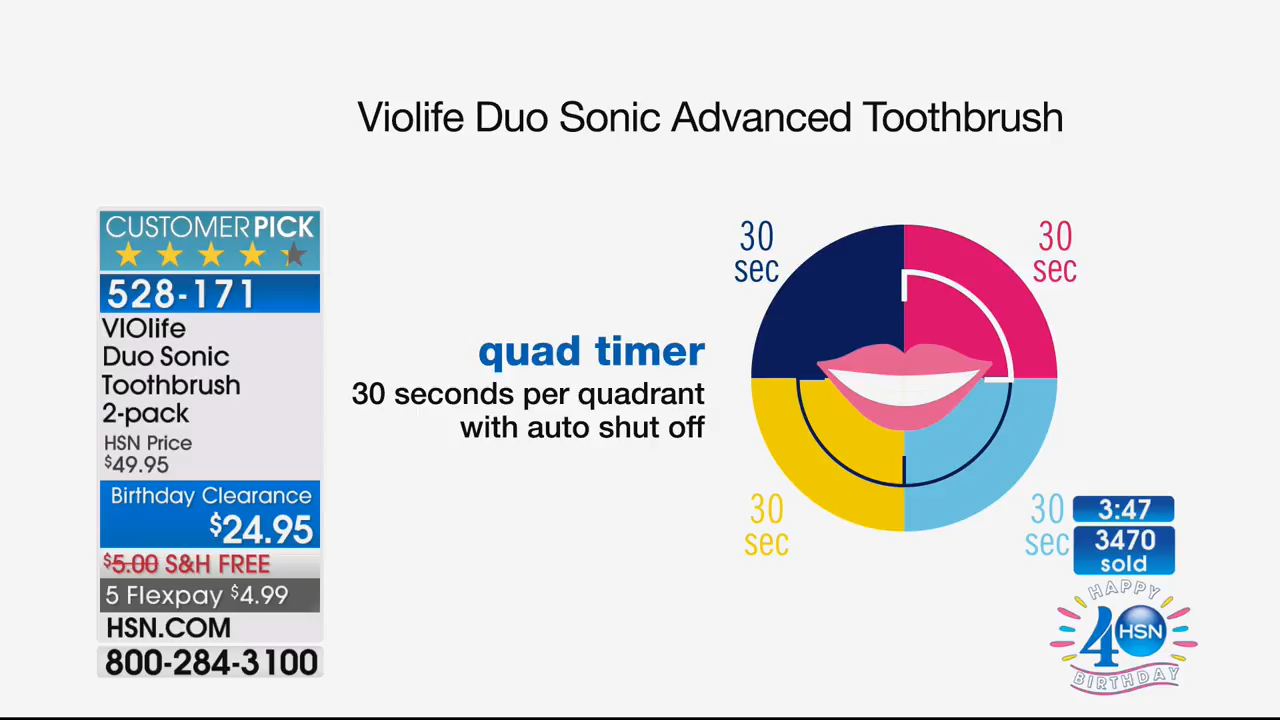 Violife Duo Sonic Advanced Toothbrush
CUSTOMERPICK
528-171
VIOlife
Duo Sonic
Toothbrush
2-pack
HSN Price
$49.95
Birthday Clearance
$24.95
$5.00 S&H FREE
5 Flexpay $4.99
HSN.COM
800-284-3100
quad timer
30 seconds per quadrant
with auto shut off
30
sec
30
sec
30
sec
30
sec
3:47
3470
sold
HAPPY
40 HSN
BIRTHDAY